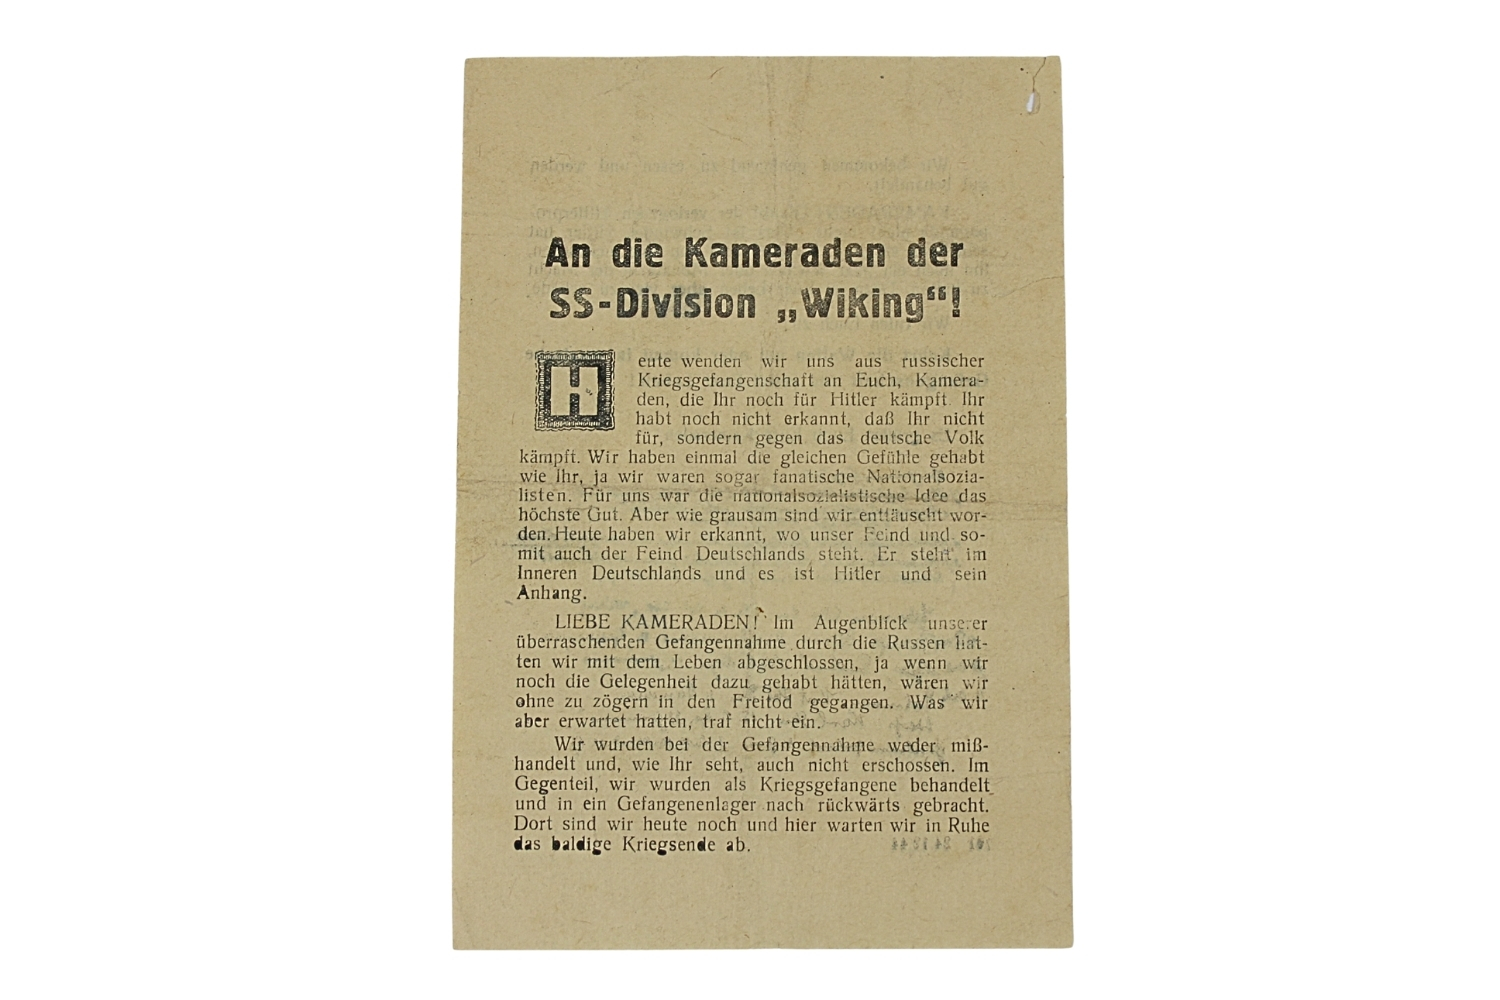 An die Kameraden der
SS-Division „Wiking“!
Heute wenden wir uns aus russischer
Kriegsgefangenschaft an Euch, Kamera-
den, die Ihr noch für Hitler kämpft. Ihr
habt noch nicht erkannt, daß Ihr nicht
für, sondern gegen das deutsche Volk
kämpft. Wir haben einmal die gleichen Gefühle gehabt
wie Ihr, ja wir waren sogar fanatische Nationalsozia-
listen. Für uns war die nationalsozialistische Idee das
höchste Gut. Aber wie grausam sind wir enttäuscht wor-
den. Heute haben wir erkannt, wo unser Feind und so-
mit auch der Feind Deutschlands steht. Er steht im
Inneren Deutschlands und es ist Hitler und sein
Anhang.
LIEBE KAMERADEN! Im Augenblick unserer
überraschenden Gefangennahme durch die Russen hat-
ten wir mit dem Leben abgeschlossen, ja wenn wir
noch die Gelegenheit dazu gehabt hätten, wären wir
ohne zu zögern in den Freitod gegangen. Was wir
aber erwartet hatten, traf nicht ein.
Wir wurden bei der Gefangennahme weder miß-
handelt und, wie Ihr seht, auch nicht erschossen. Im
Gegenteil, wir wurden als Kriegsgefangene behandelt
und in ein Gefangenenlager nach rückwärts gebracht.
Dort sind wir heute noch und hier warten wir in Ruhe
das baldige Kriegsende ab.